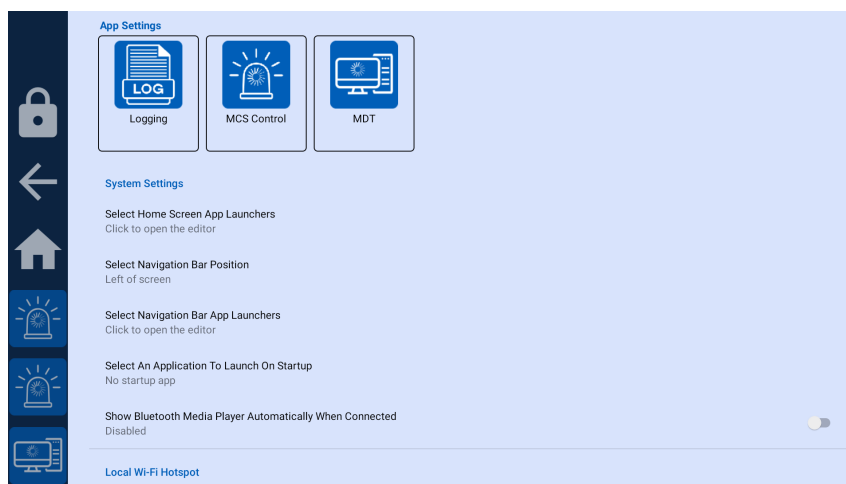 App Settings
LOG
Logging
MCS Control
MDT
System Settings
Select Home Screen App Launchers
Click to open the editor
Select Navigation Bar Position
Left of screen
Select Navigation Bar App Launchers
Click to open the editor
Select An Application To Launch On Startup
No startup app
Show Bluetooth Media Player Automatically When Connected
Disabled
Local Wi-Fi Hotspot